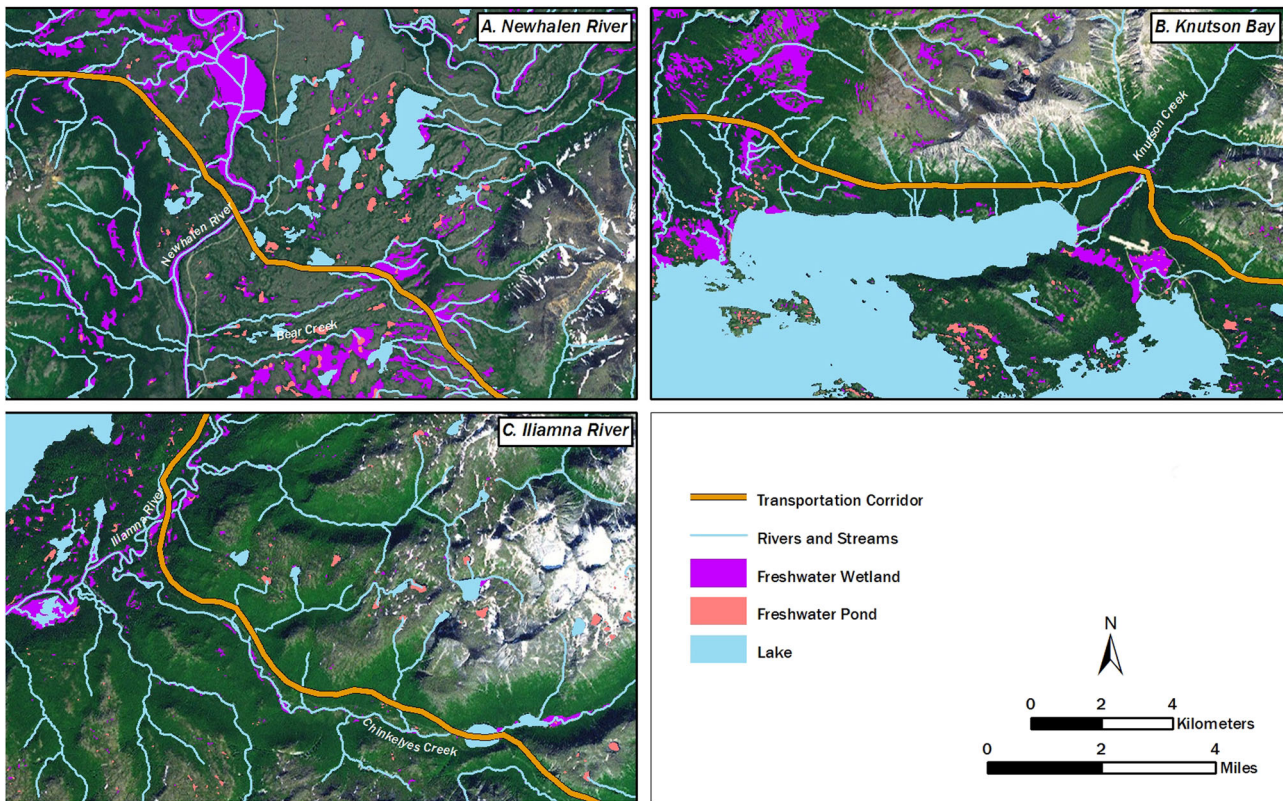 A. Newhalen River
Newhalen River
Bear Creek
B. Knutson Bay
Knutson Creek
C. Iliamna River
Iliamna River
Chinkelyes Creek
Transportation Corridor
Rivers and Streams
Freshwater Wetland
Freshwater Pond
Lake
N
0 2 4
Kilometers
0 2 4
Miles